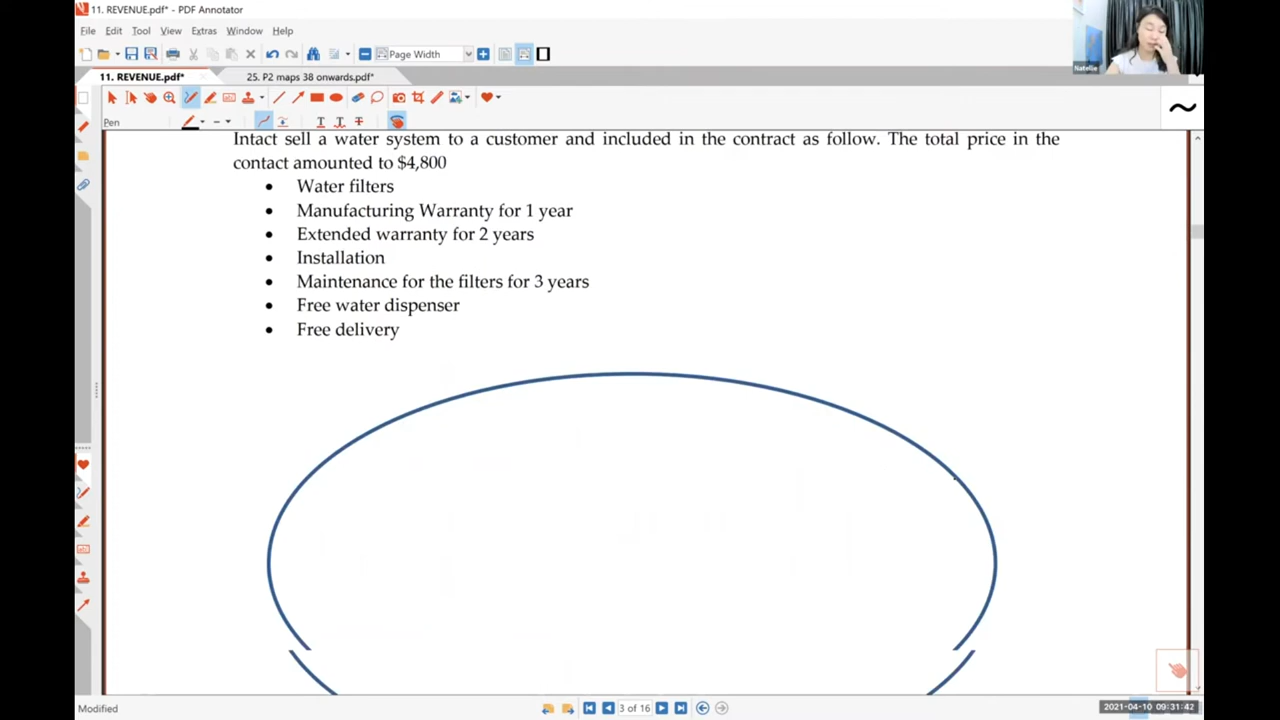 11. REVENUE.pdf* - PDF Annotator
File Edit Tool View Extras Window Help
Page Width
11. REVENUE.pdf* 25. P2 maps 38 onwards.pdf*
Pen
Natelie
Intact sell a water system to a customer and included in the contract as follow. The total price in the
contact amounted to $4,800
• Water filters
• Manufacturing Warranty for 1 year
• Extended warranty for 2 years
• Installation
• Maintenance for the filters for 3 years
• Free water dispenser
• Free delivery
Modified
3 of 16
2021-04-10 09:31:42